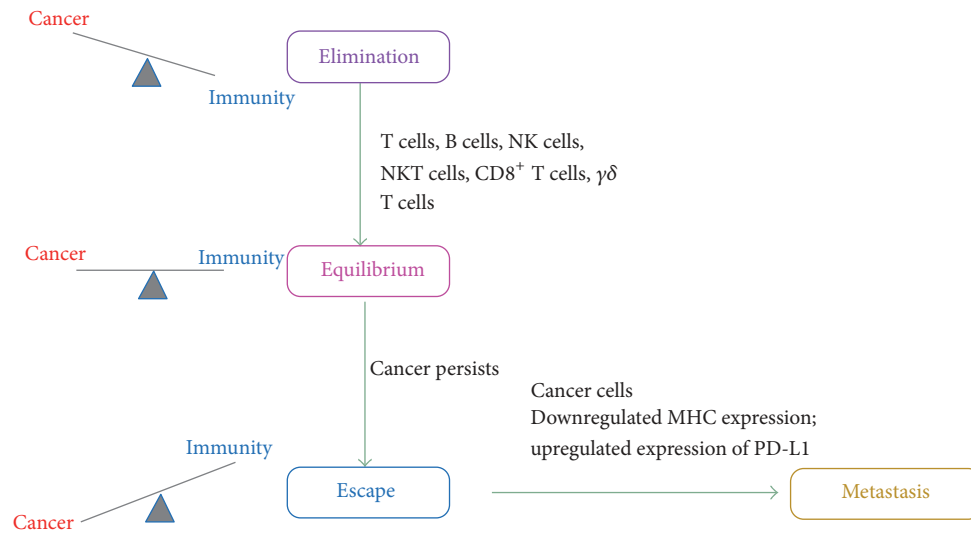 Cancer
Elimination
Immunity
T cells, B cells, NK cells,
NKT cells, CD8⁺ T cells, γδ
T cells
Cancer
Immunity
Equilibrium
Cancer persists
Cancer cells
Downregulated MHC expression;
upregulated expression of PD-L1
Immunity
Escape
Metastasis
Cancer